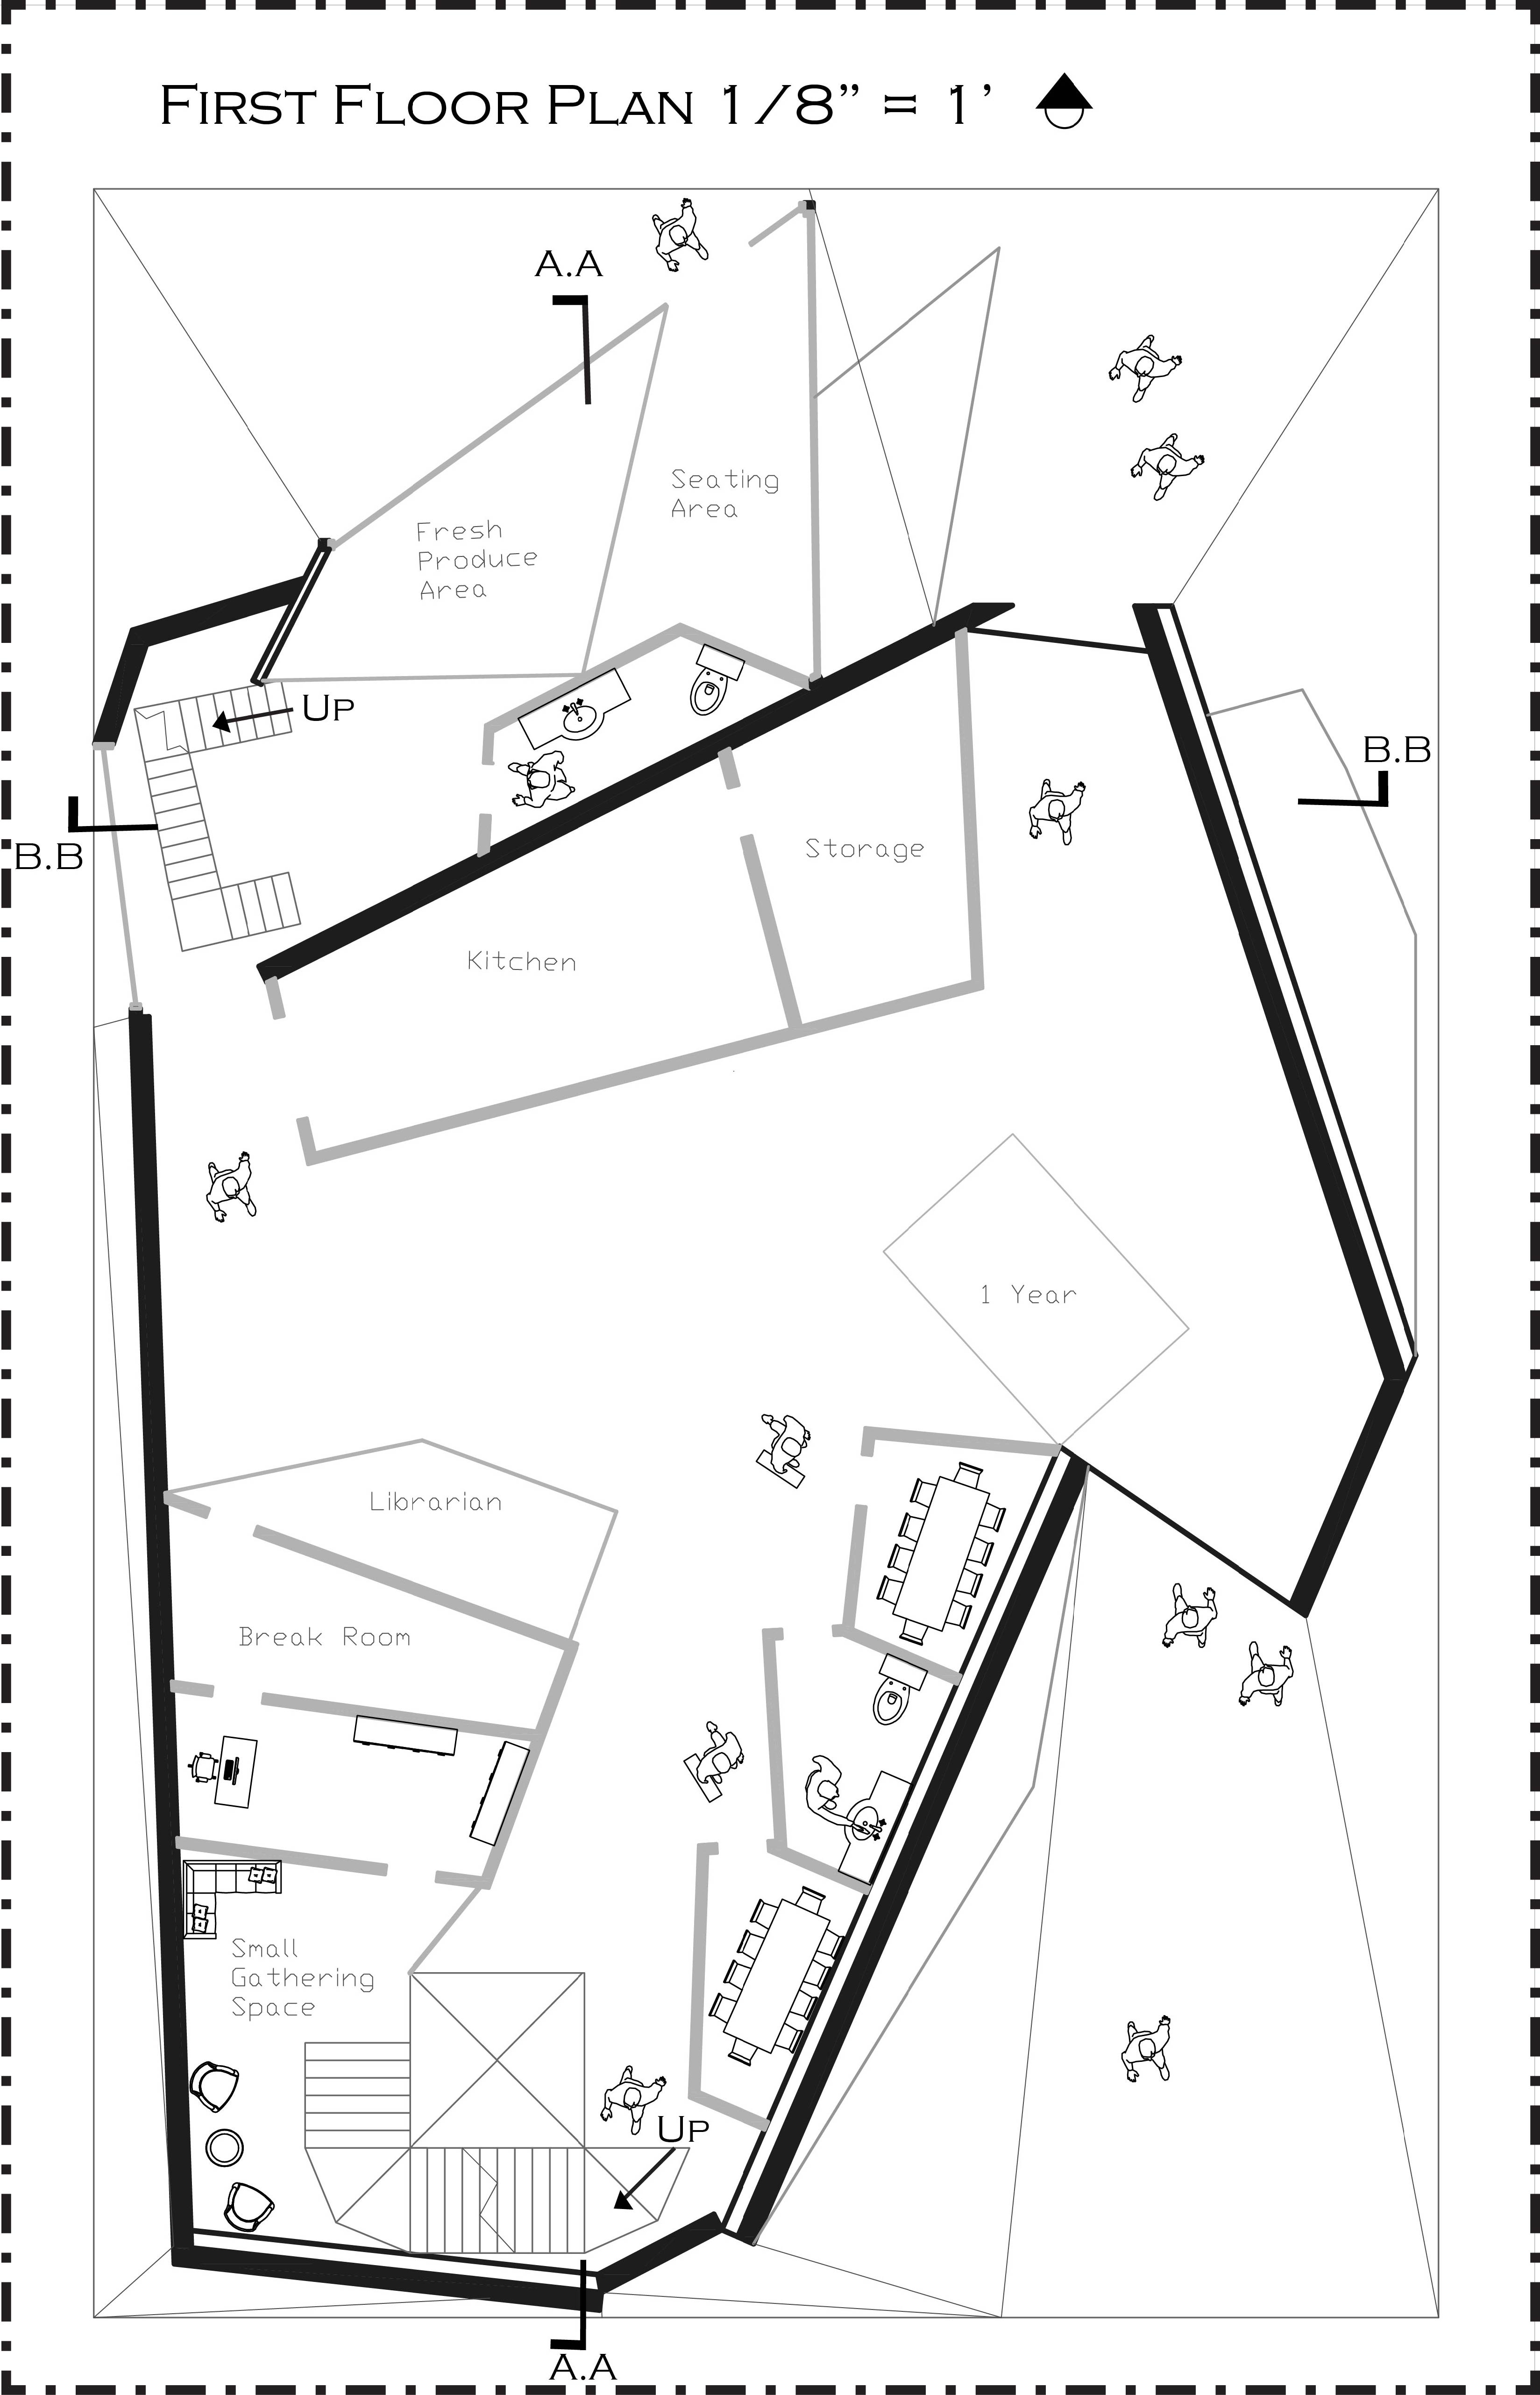 First Floor Plan 1/8” = 1’
A.A
Seating
Area
Fresh
Produce
Area
Up
B.B
B.B
Storage
Kitchen
1 Year
Librarian
Break Room
Small
Gathering
Space
Up
A.A